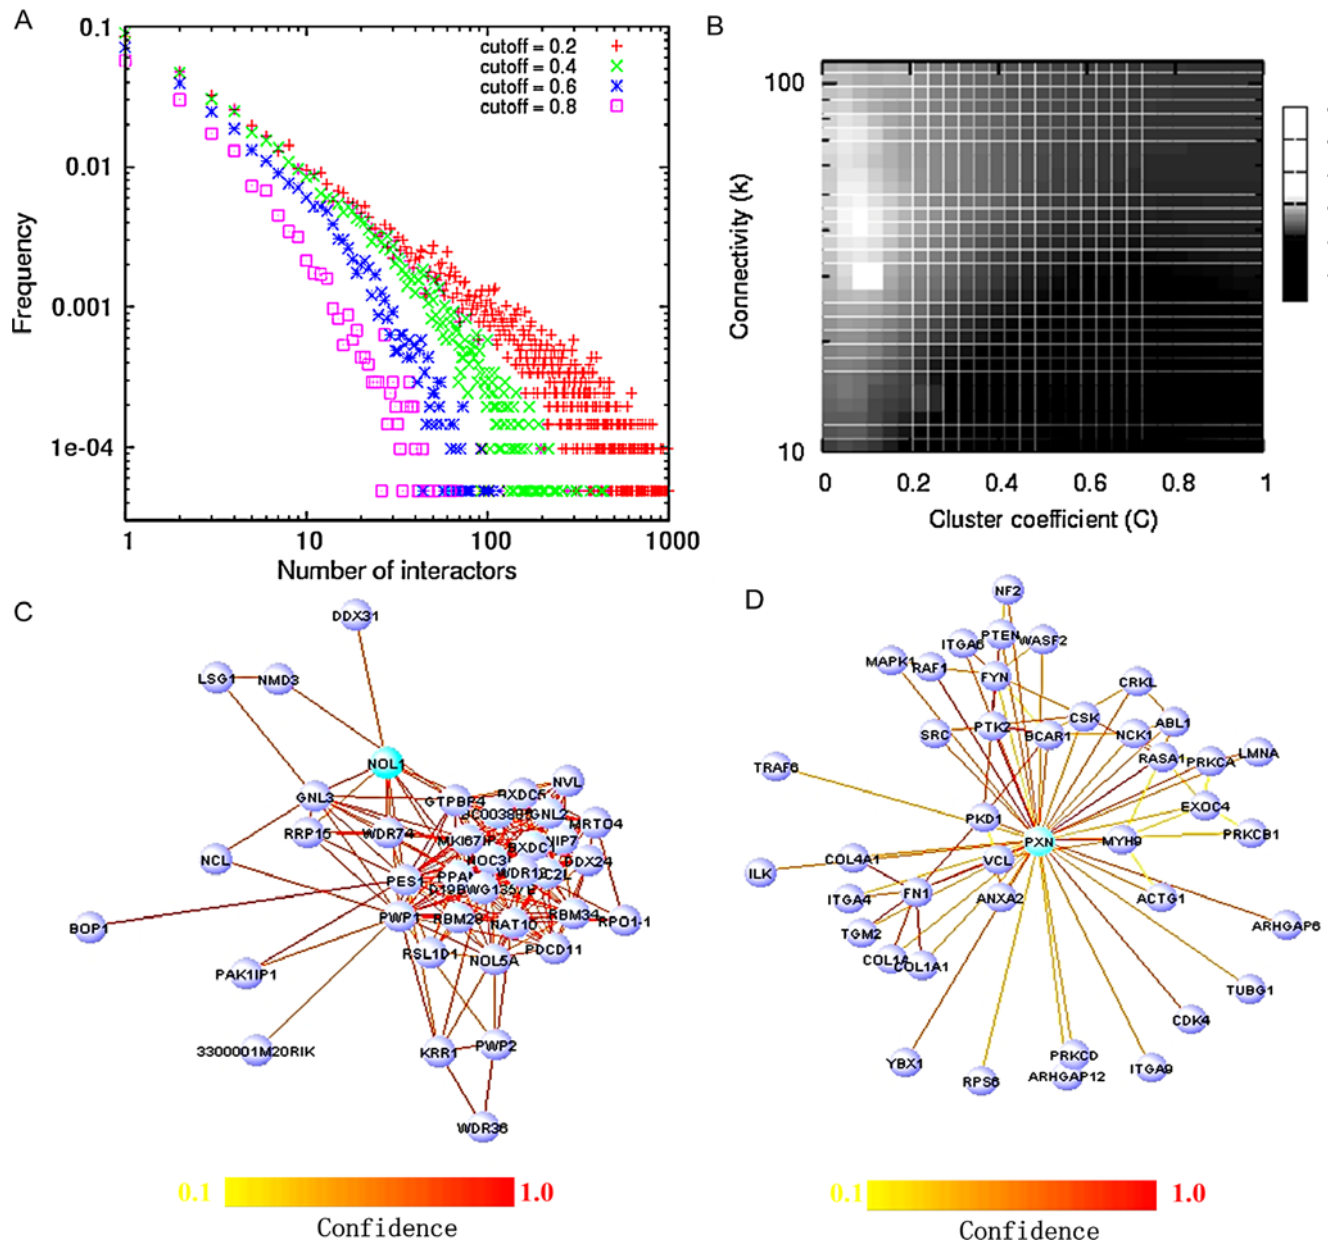 A
0.1
0.01
0.001
1e-04
Frequency
cutoff = 0.2
cutoff = 0.4
cutoff = 0.6
cutoff = 0.8
1
10
100
1000
Number of interactors
B
100
10
Connectivity (k)
0
0.2
0.4
0.6
0.8
1
Cluster coefficient (C)
C
DDX31
LSG1
NMD3
NOL1
GNL3
GTPBP4
NVL
GNL2
MRTO4
RRP15
WDR74
NCL
NOC3
DDX24
PES1
PWP1
RBM28
NAT10
RBM34
RPO1-1
BOP1
RSL1D1
NOL5A
PDCD11
PAK1IP1
3300001M20RIK
KRR1
PWP2
WDR36
0.1
1.0
Confidence
D
NF2
ITGA6
PTEN
WASF2
MAPK1
RAF1
FYN
CRKL
SRC
PTK2
CSK
BCAR1
NCK1
ABL1
TRAF6
RASA1
PRKCA
LMNA
EXOC4
PRKCB1
PKD1
PXN
MYH9
COL4A1
VCL
ILK
ITGA4
FN1
ANXA2
ACTG1
ARHGAP6
TGM2
COL1A1
TUBG1
CDK4
YBX1
RPS6
PRKCD
ARHGAP12
ITGA9
0.1
1.0
Confidence